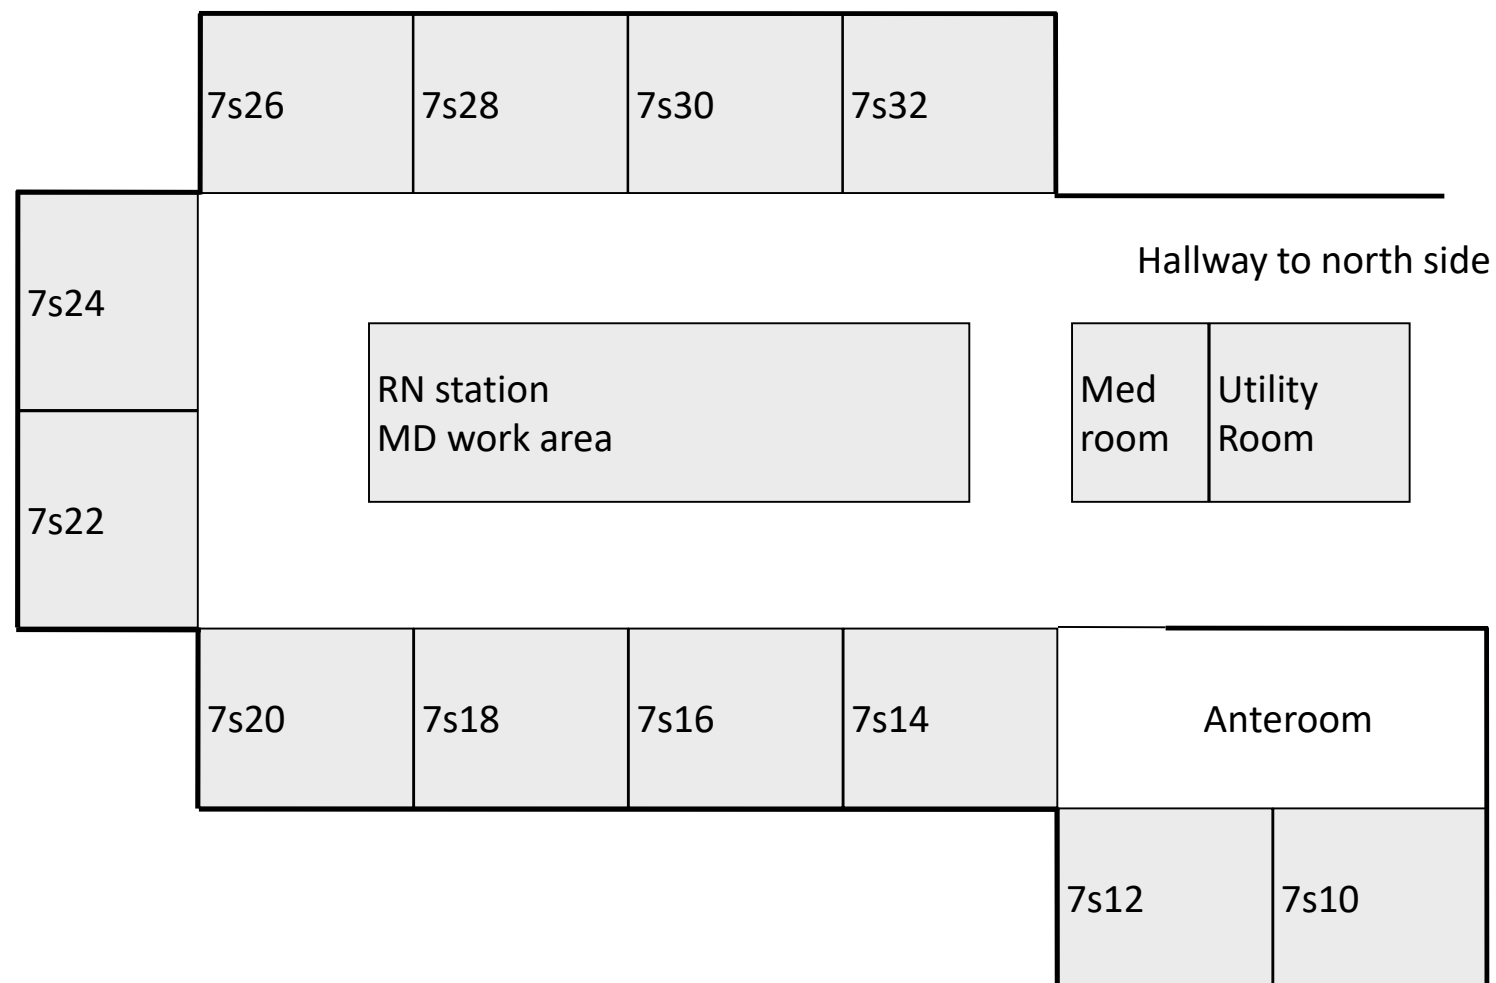 7s26
7s28
7s30
7s32
Hallway to north side
7s24
RN station
MD work area
Med
room
Utility
Room
7s22
7s20
7s18
7s16
7s14
Anteroom
7s12
7s10